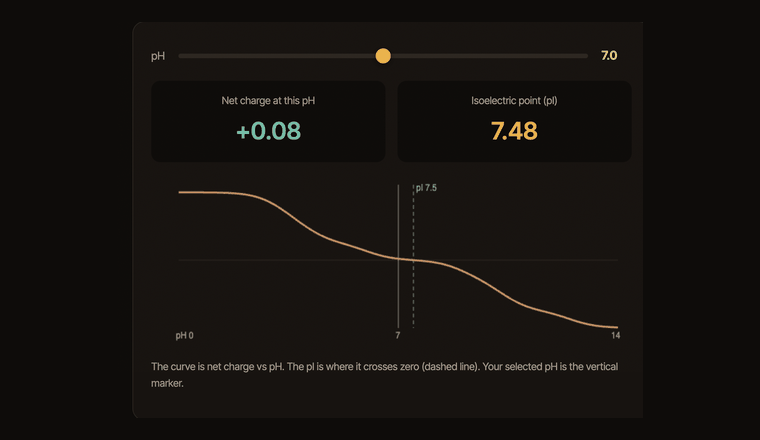 pH 7.0
Net charge at this pH
+0.08
Isoelectric point (pI)
7.48
pI 7.5
pH 0 7 14
The curve is net charge vs pH. The pI is where it crosses zero (dashed line). Your selected pH is the vertical
marker.